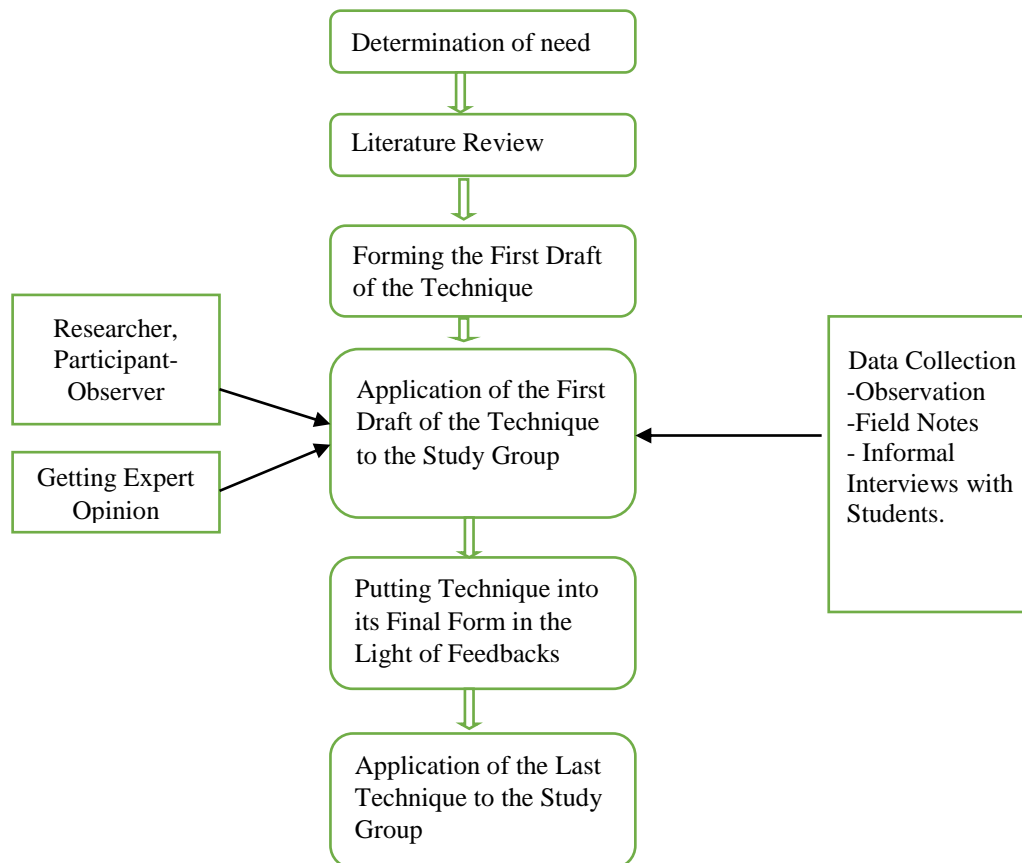 Determination of need
Literature Review
Forming the First Draft
of the Technique
Researcher,
Participant-
Observer
Getting Expert
Opinion
Application of the First
Draft of the Technique
to the Study Group
Data Collection
-Observation
-Field Notes
- Informal
Interviews with
Students.
Putting Technique into
its Final Form in the
Light of Feedbacks
Application of the Last
Technique to the Study
Group